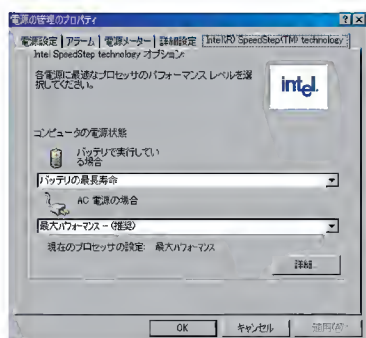 電源の管理のプロパティ
電源設定 アラーム 電源メーター 詳細設定 Intel(R) SpeedStep(TM) technology
Intel SpeedStep technology オプション:
各電源に最適なプロセッサのパフォーマンス レベルを選
択してください。
intel.
コンピュータの電源状態
バッテリで実行してい
る場合
バッテリの最長寿命
AC 電源の場合
最大パフォーマンス - (推奨)
現在のプロセッサの設定: 最大パフォーマンス
詳細...
OK キャンセル 適用(A)